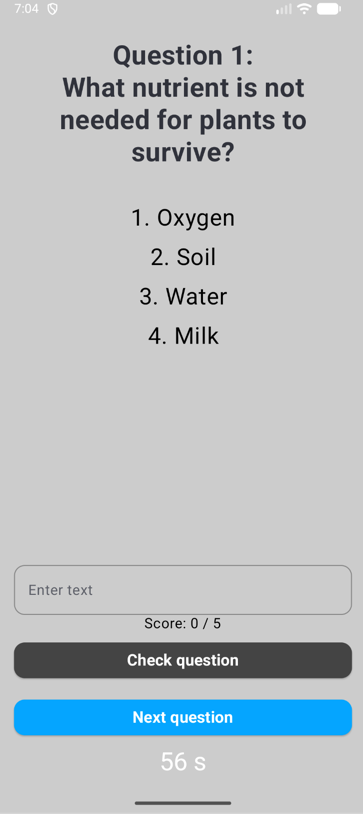 7:04
Question 1:
What nutrient is not
needed for plants to
survive?
1. Oxygen
2. Soil
3. Water
4. Milk
Enter text
Score: 0 / 5
Check question
Next question
56 s